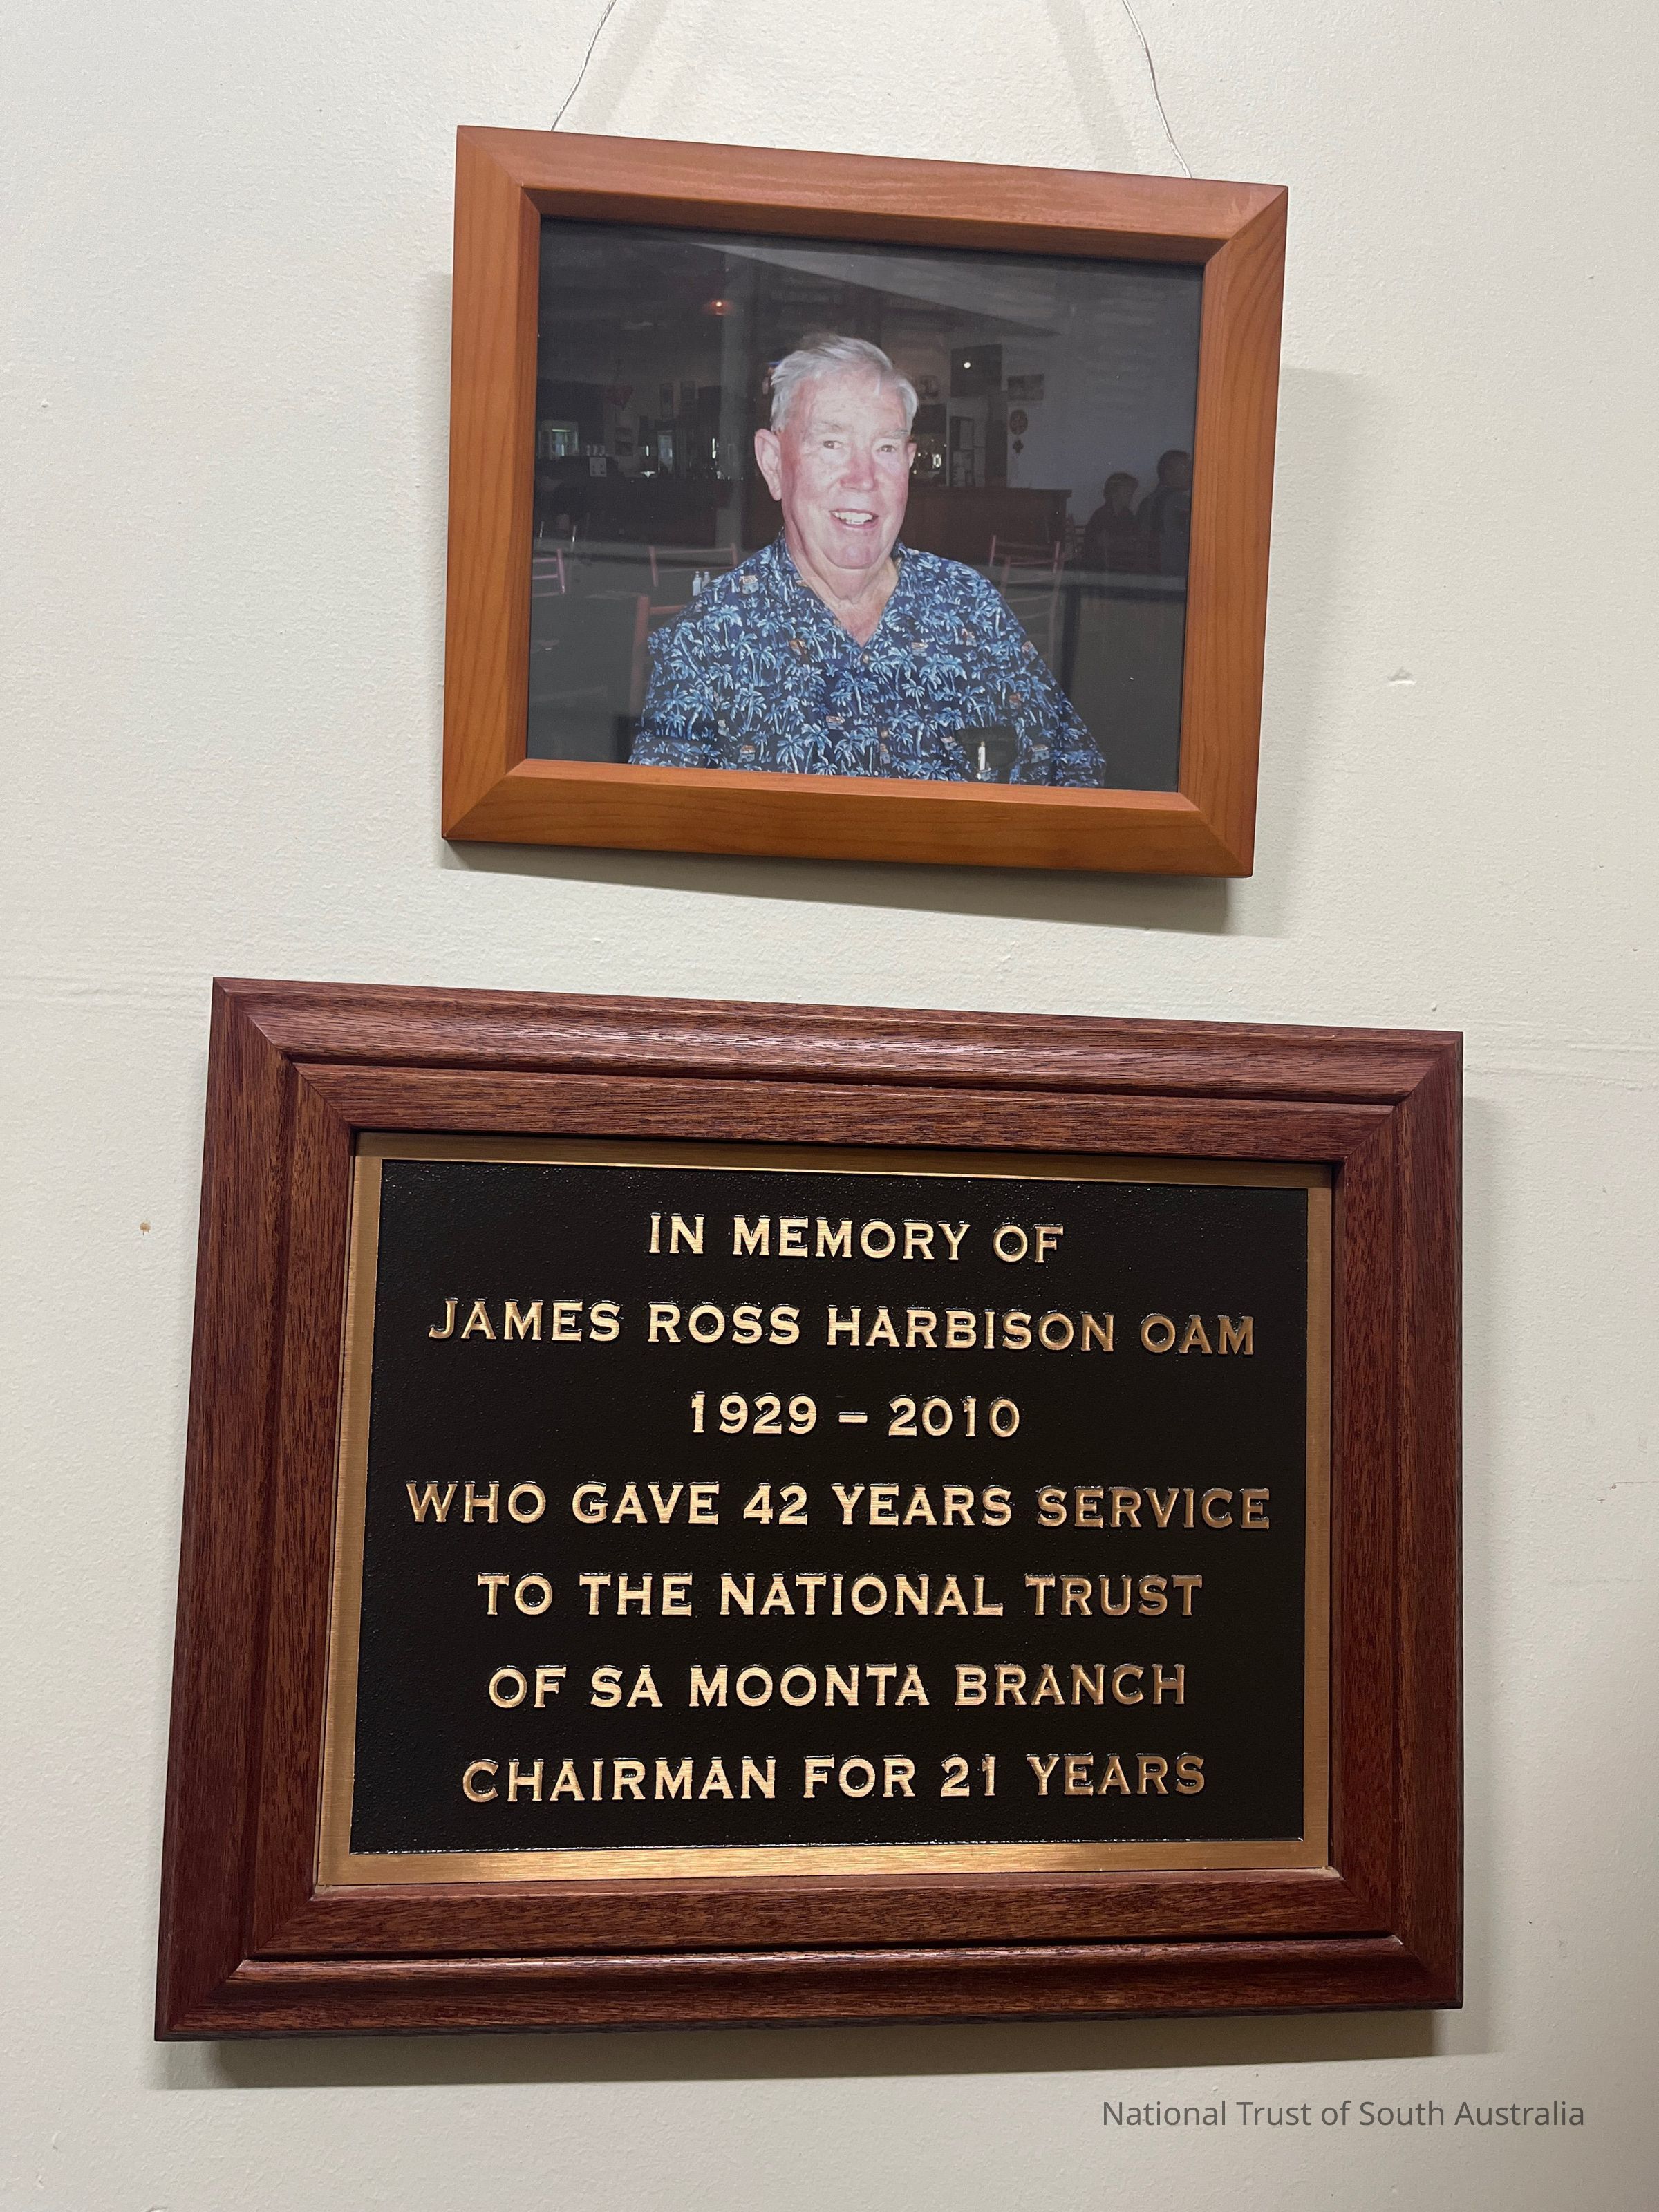 IN MEMORY OF
JAMES ROSS HARBISON OAM
1929 – 2010
WHO GAVE 42 YEARS SERVICE
TO THE NATIONAL TRUST
OF SA MOONTA BRANCH
CHAIRMAN FOR 21 YEARS
National Trust of South Australia